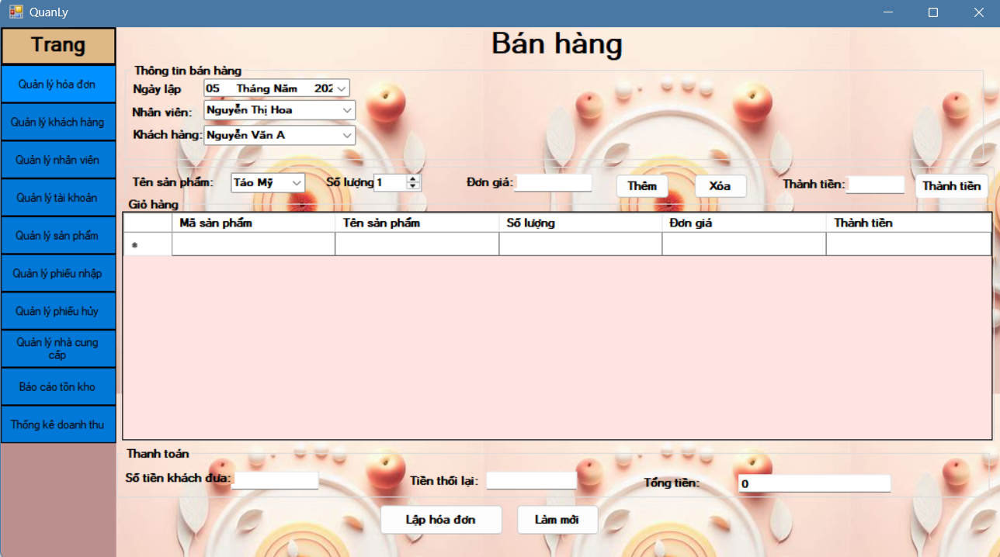 QuanLy
Trang
Quản lý hóa đơn
Quản lý khách hàng
Quản lý nhân viên
Quản lý tài khoản
Quản lý sản phẩm
Quản lý phiếu nhập
Quản lý phiếu hủy
Quản lý nhà cung
cấp
Báo cáo tồn kho
Thống kê doanh thu
Bán hàng
Thông tin bán hàng
Ngày lập 05 Tháng Năm 202
Nhân viên: Nguyễn Thị Hoa
Khách hàng: Nguyễn Văn A
Tên sản phẩm: Táo Mỹ Số lượng 1 Đơn giá: Thêm Xóa Thành tiền: Thành tiền
Giỏ hàng
Mã sản phẩm Tên sản phẩm Số lượng Đơn giá Thành tiền
*
Thanh toán
Số tiền khách đưa: Tiền thối lại: Tổng tiền: 0
Lập hóa đơn Làm mới